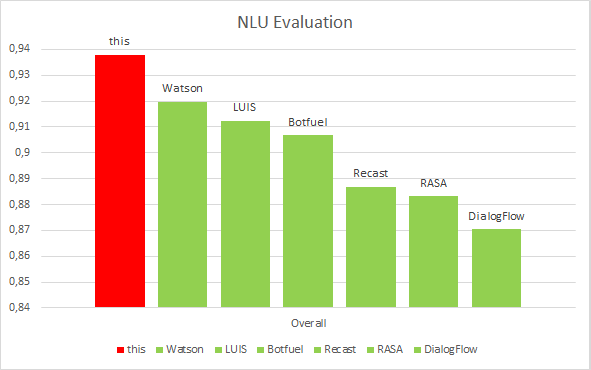 NLU Evaluation
0,94
0,93
0,92
0,91
0,9
0,89
0,88
0,87
0,86
0,85
0,84
this
Watson
LUIS
Botfuel
Recast
RASA
DialogFlow
Overall
this Watson LUIS Botfuel Recast RASA DialogFlow